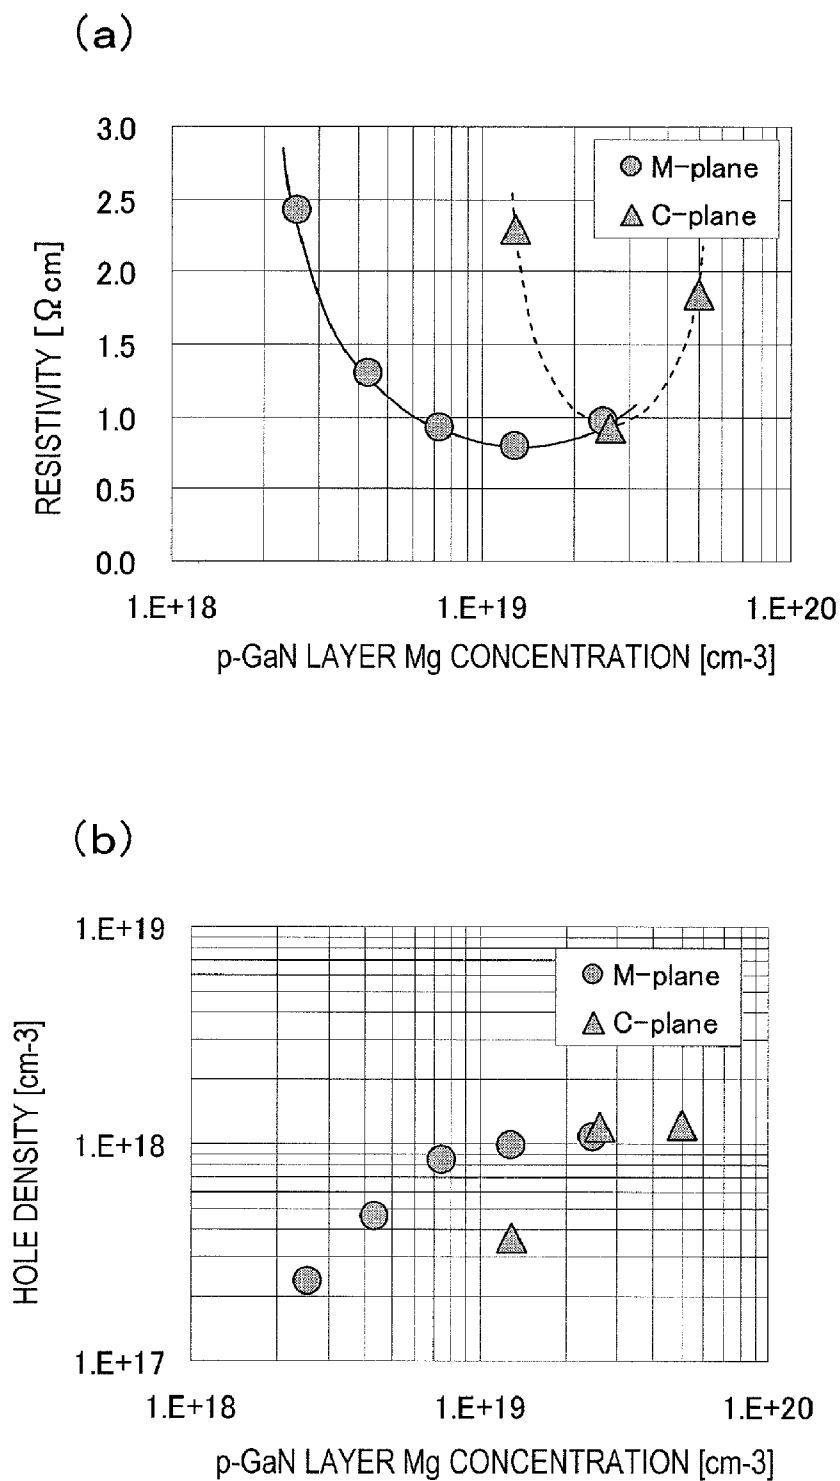 (a)
3.0
2.5
2.0
1.5
1.0
0.5
0.0
RESISTIVITY [Ωcm]
M-plane
C-plane
1.E+18 1.E+19 1.E+20
p-GaN LAYER Mg CONCENTRATION [cm-3]
(b)
1.E+19
1.E+18
1.E+17
HOLE DENSITY [cm-3]
M-plane
C-plane
1.E+18 1.E+19 1.E+20
p-GaN LAYER Mg CONCENTRATION [cm-3]